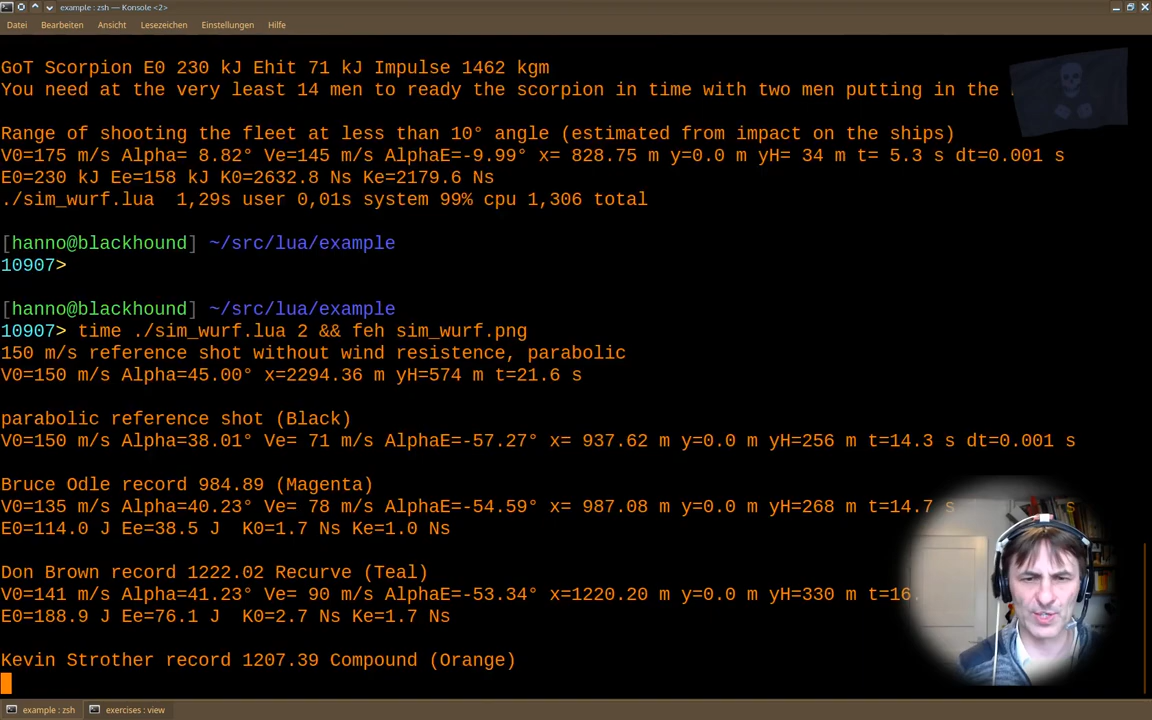 example : zsh — Konsole <2>
Datei Bearbeiten Ansicht Lesezeichen Einstellungen Hilfe
GoT Scorpion E0 230 kJ Ehit 71 kJ Impulse 1462 kgm
You need at the very least 14 men to ready the scorpion in time with two men putting in the
Range of shooting the fleet at less than 10° angle (estimated from impact on the ships)
V0=175 m/s Alpha= 8.82° Ve=145 m/s AlphaE=-9.99° x= 828.75 m y=0.0 m yH= 34 m t= 5.3 s dt=0.001 s
E0=230 kJ Ee=158 kJ K0=2632.8 Ns Ke=2179.6 Ns
./sim_wurf.lua  1,29s user 0,01s system 99% cpu 1,306 total
[hanno@blackhound] ~/src/lua/example
10907>
[hanno@blackhound] ~/src/lua/example
10907> time ./sim_wurf.lua 2 && feh sim_wurf.png
150 m/s reference shot without wind resistence, parabolic
V0=150 m/s Alpha=45.00° x=2294.36 m yH=574 m t=21.6 s
parabolic reference shot (Black)
V0=150 m/s Alpha=38.01° Ve= 71 m/s AlphaE=-57.27° x= 937.62 m y=0.0 m yH=256 m t=14.3 s dt=0.001 s
Bruce Odle record 984.89 (Magenta)
V0=135 m/s Alpha=40.23° Ve= 78 m/s AlphaE=-54.59° x= 987.08 m y=0.0 m yH=268 m t=14.7 s s
E0=114.0 J Ee=38.5 J  K0=1.7 Ns Ke=1.0 Ns
Don Brown record 1222.02 Recurve (Teal)
V0=141 m/s Alpha=41.23° Ve= 90 m/s AlphaE=-53.34° x=1220.20 m y=0.0 m yH=330 m t=16.
E0=188.9 J Ee=76.1 J  K0=2.7 Ns Ke=1.7 Ns
Kevin Strother record 1207.39 Compound (Orange)
example : zsh exercises : view